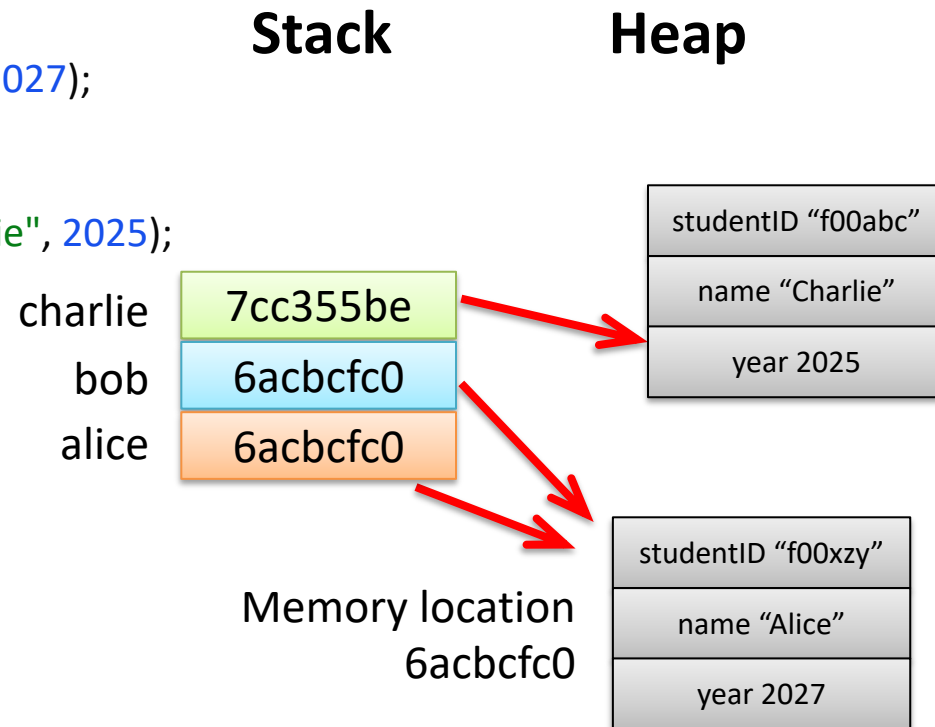 Stack
Heap
027);
ie", 2025);
charlie
7cc355be
bob
6acbcfc0
alice
6acbcfc0
studentID “f00abc”
name “Charlie”
year 2025
Memory location
6acbcfc0
studentID “f00xzy”
name “Alice”
year 2027